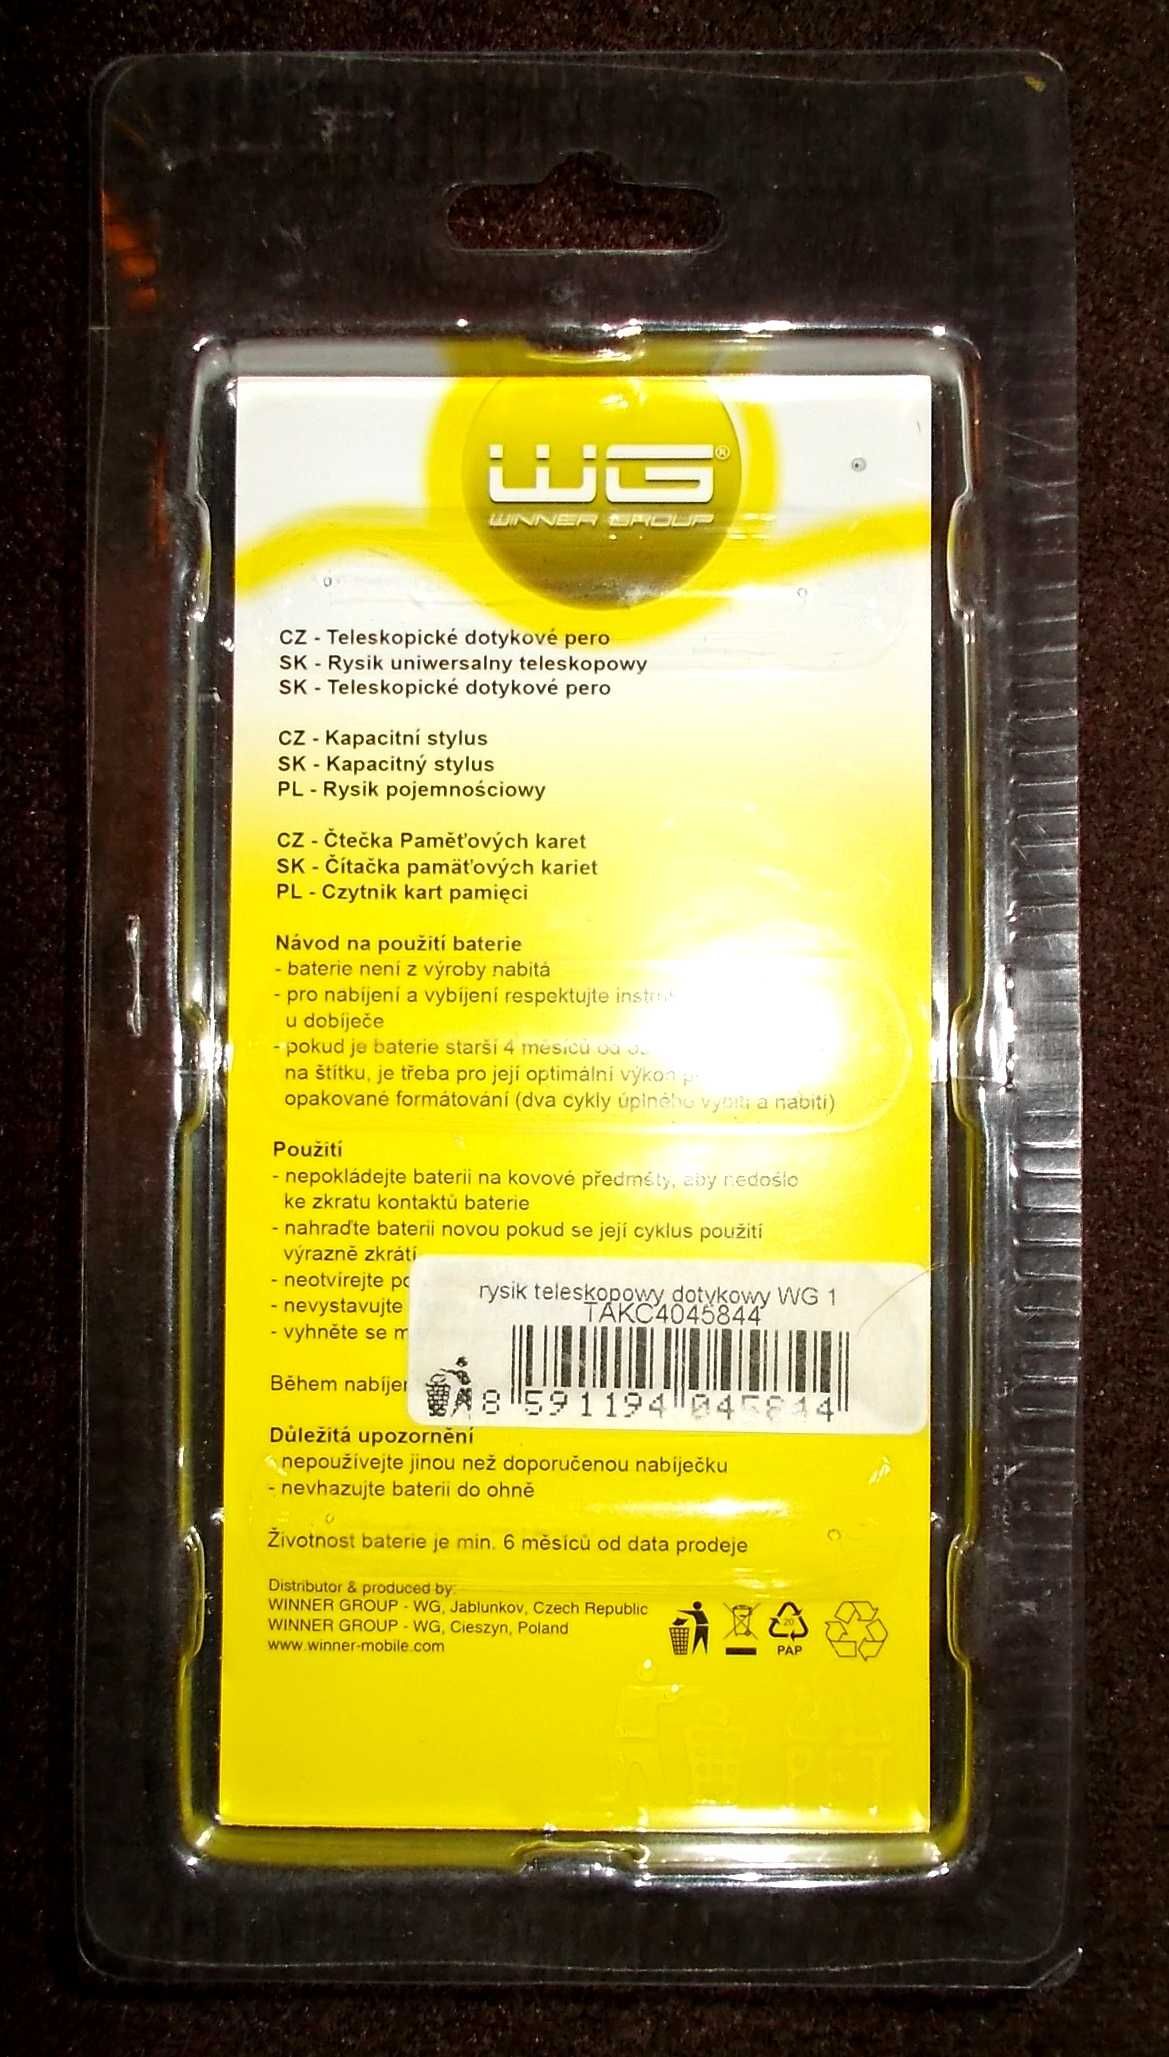 WG®
WINNER GROUP
CZ - Teleskopické dotykové pero
SK - Rysik uniwersalny teleskopowy
SK - Teleskopické dotykové pero
CZ - Kapacitní stylus
SK - Kapacitný stylus
PL - Rysik pojemnościowy
CZ - Čtečka Paměťových karet
SK - Čítačka pamäťových kariet
PL - Czytnik kart pamięci
Návod na použití baterie
- baterie není z výroby nabitá
- pro nabíjení a vybíjení respektujte
u dobíječe
- pokud je baterie starší 4 měsíců od
na štítku, je třeba pro její optimální výkon
opakované formátování (dva cykly úplného vybití a nabití)
Použití
- nepokládejte baterii na kovové předměty, aby nedošlo
ke zkratu kontaktů baterie
- nahraďte baterii novou pokud se její cyklus použití
výrazně zkrátí
- neotvírejte
- nevystavujte
- vyhněte se
rysik teleskopowy dotykowy WG 1
TAKC4045844
8 591194 045844
Během
Důležitá upozornění
- nepoužívejte jinou než doporučenou nabíječku
- nevhazujte baterii do ohně
Životnost baterie je min. 6 měsíců od data prodeje
Distributor & produced by:
WINNER GROUP - WG, Jablunkov, Czech Republic
WINNER GROUP - WG, Cieszyn, Poland
www.winner-mobile.com
20
PAP